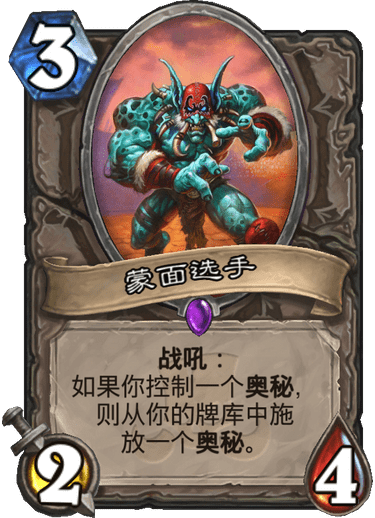 3
蒙面选手
战吼：
如果你控制一个奥秘，
则从你的牌库中施
放一个奥秘。
2
4